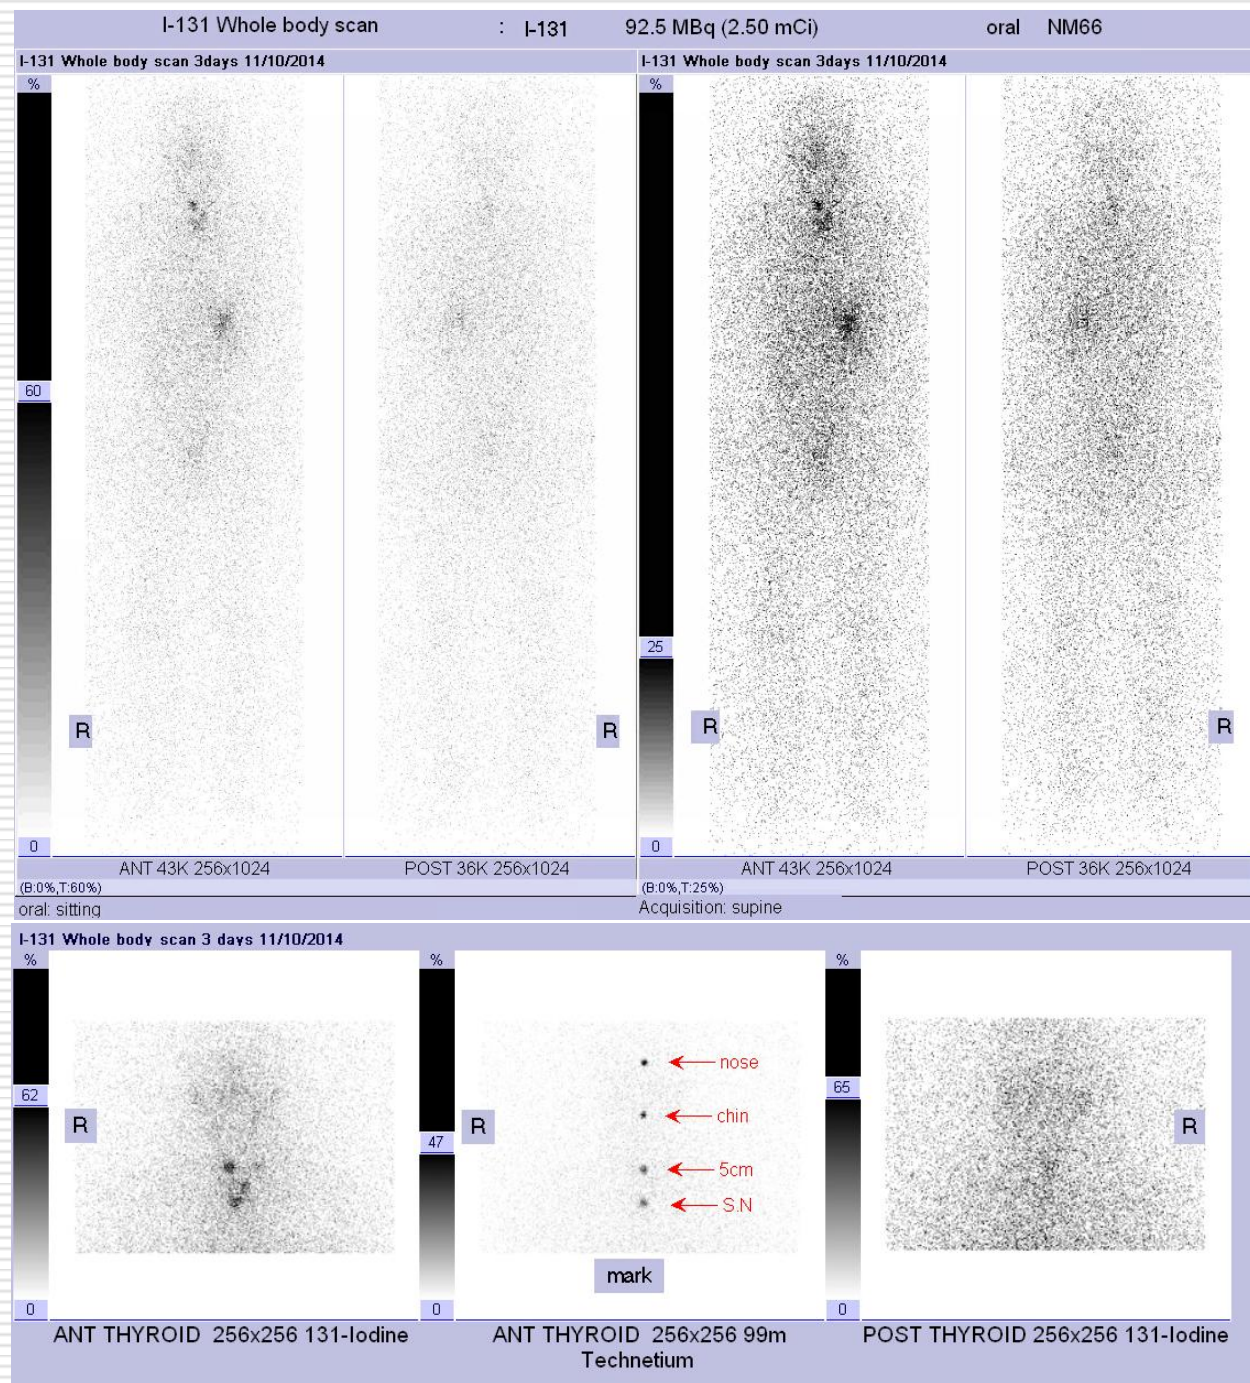 I-131 Whole body scan : I-131 92.5 MBq (2.50 mCi) oral NM66
I-131 Whole body scan 3days 11/10/2014
I-131 Whole body scan 3days 11/10/2014
%
%
60
25
R
R
R
R
0
0
ANT 43K 256x1024
POST 36K 256x1024
ANT 43K 256x1024
POST 36K 256x1024
(B:0%,T:60%)
(B:0%,T:25%)
oral: sitting
Acquisition: supine
I-131 Whole body scan 3 days 11/10/2014
%
%
%
nose
62
65
chin
R
R
R
47
5cm
S.N
mark
0
0
0
ANT THYROID 256x256 131-Iodine
ANT THYROID 256x256 99m
Technetium
POST THYROID 256x256 131-Iodine